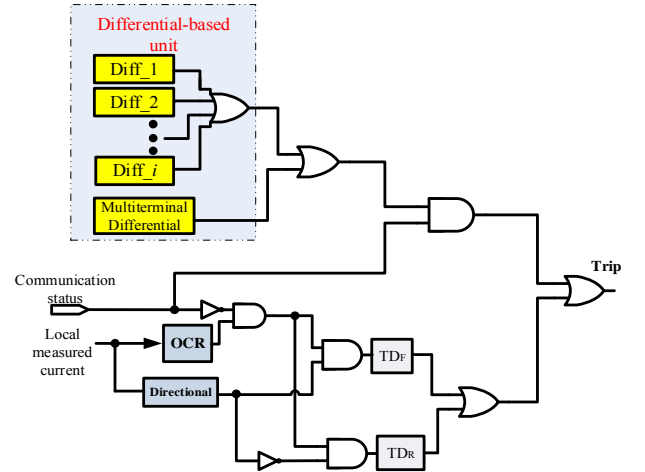 Differential-based
unit
Diff_1
Diff_2
Diff_i
Multiterminal
Differential
Communication
status
Local
measured
current
OCR
Directional
TDF
TDR
Trip